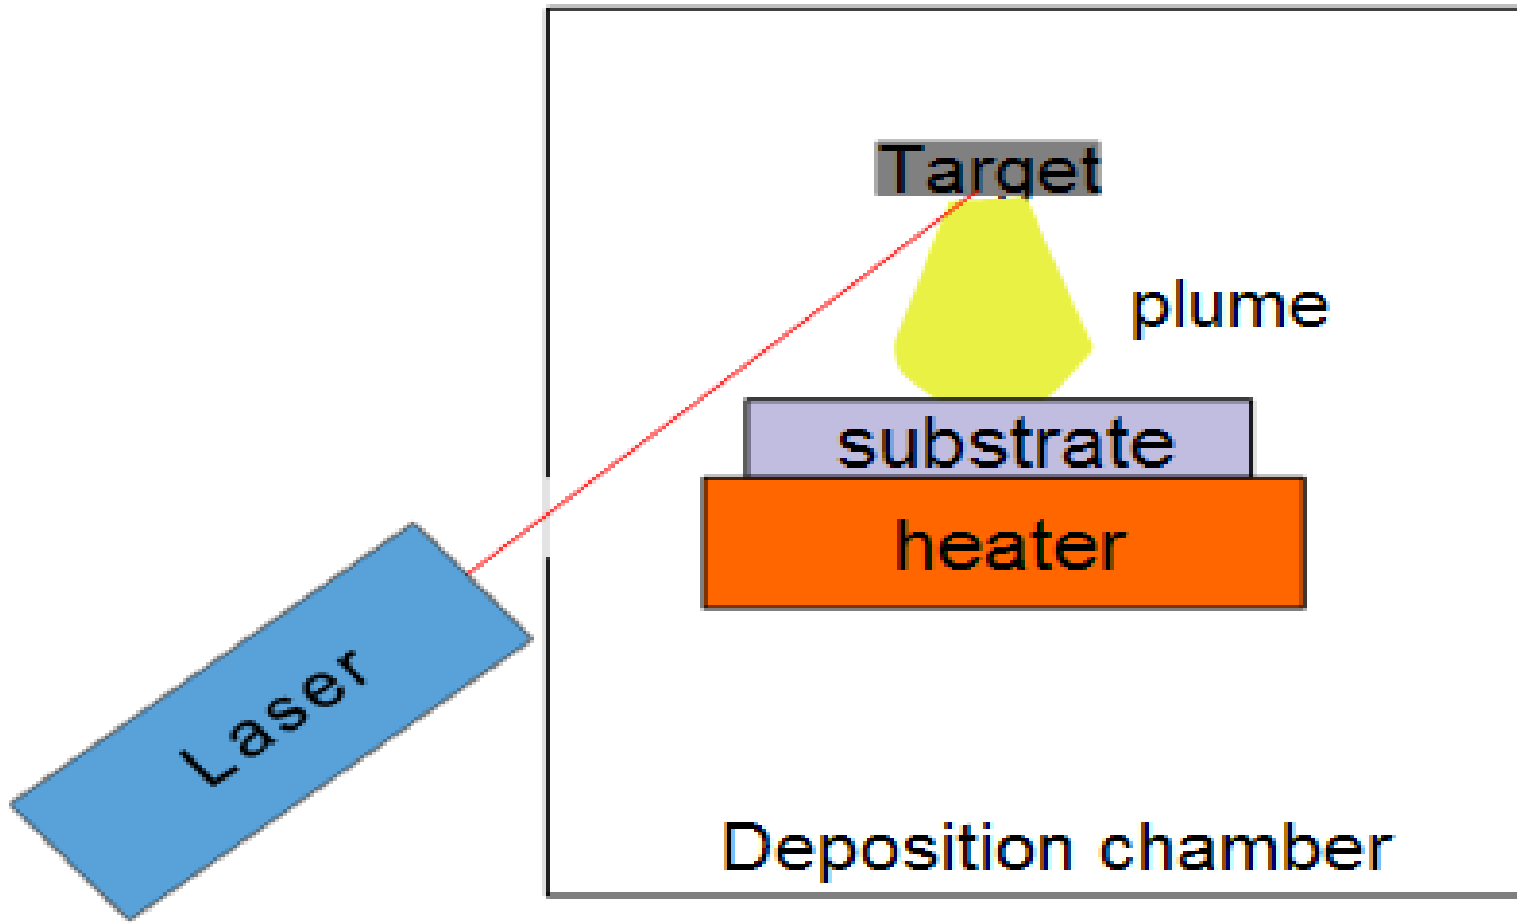 Target
plume
substrate
heater
Laser
Deposition chamber